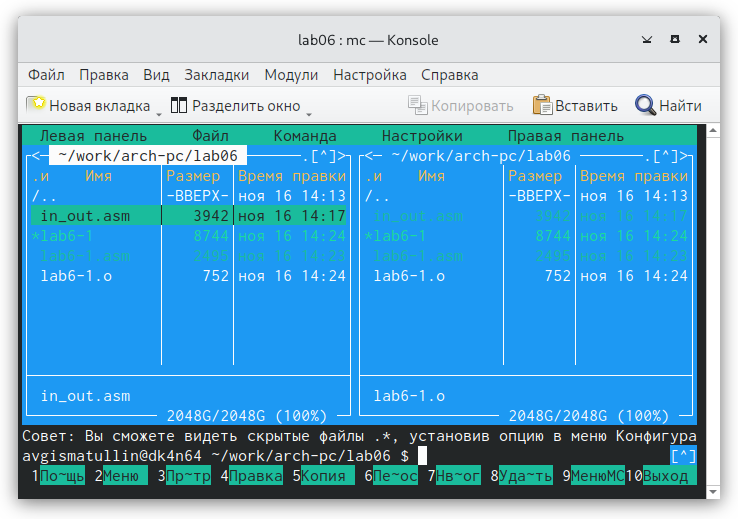 lab06 : mc — Konsole
Файл Правка Вид Закладки Модули Настройка Справка
Новая вкладка Разделить окно Копировать Вставить Найти
Левая панель Файл Команда Настройки Правая панель
<— ~/work/arch-pc/lab06 .[^]> <— ~/work/arch-pc/lab06 .[^]>
.и Имя Размер Время правки .и Имя Размер Время правки
/.. -ВВЕРХ- ноя 16 14:13 /.. -ВВЕРХ- ноя 16 14:13
in_out.asm 3942 ноя 16 14:17 in_out.asm 3942 ноя 16 14:17
*lab6-1 8744 ноя 16 14:24 *lab6-1 8744 ноя 16 14:24
lab6-1.asm 2495 ноя 16 14:23 lab6-1.asm 2495 ноя 16 14:23
lab6-1.o 752 ноя 16 14:24 lab6-1.o 752 ноя 16 14:24
in_out.asm lab6-1.o
2048G/2048G (100%) 2048G/2048G (100%)
Совет: Вы сможете видеть скрытые файлы .*, установив опцию в меню Конфигура
avgismatullin@dk4n64 ~/work/arch-pc/lab06 $ [^]
1По~щь 2Меню 3Пр~тр 4Правка 5Копия 6Пе~ос 7Нв~ог 8Уда~ть 9МенюМС 10Выход